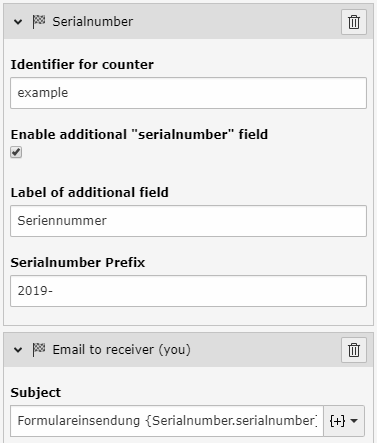 Serialnumber
Identifier for counter
example
Enable additional "serialnumber" field
Label of additional field
Seriennummer
Serialnumber Prefix
2019-
Email to receiver (you)
Subject
Formulareinsendung {Serialnumber.serialnumber}
{+}